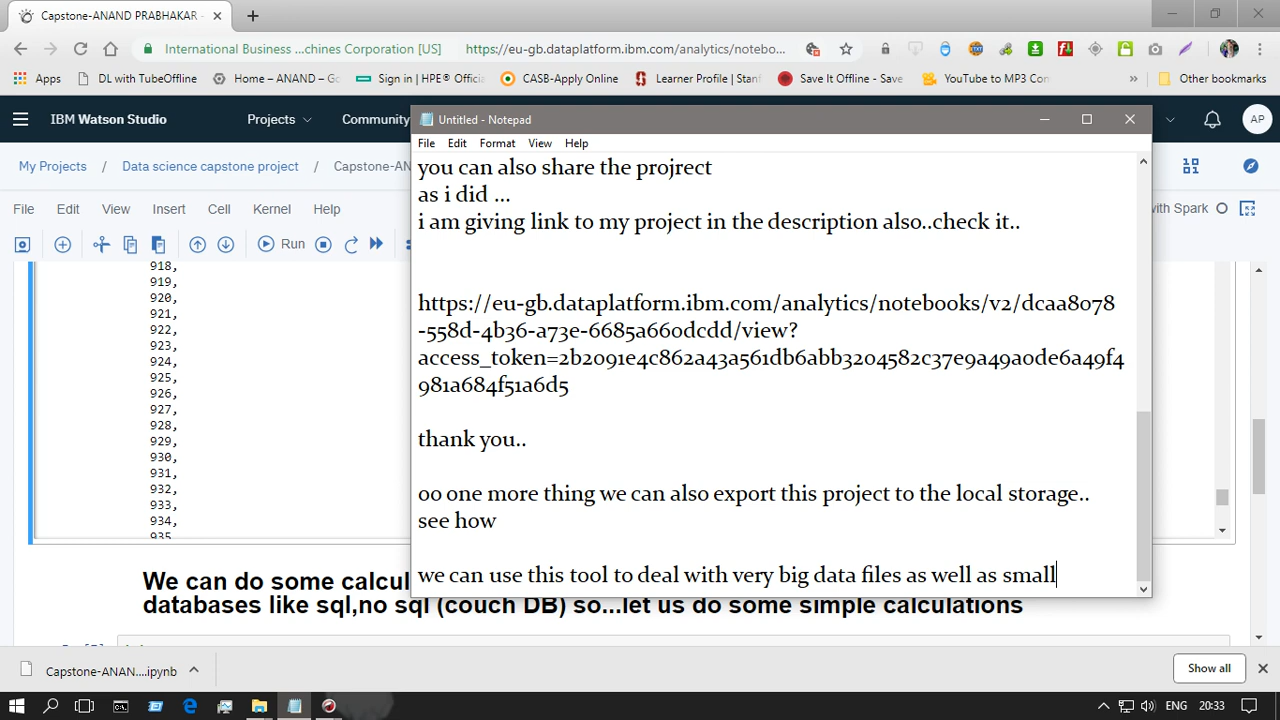 Capstone-ANAND PRABHAKAR -
International Business ...chines Corporation [US]
https://eu-gb.dataplatform.ibm.com/analytics/notebo...
Apps
DL with TubeOffline
Home – ANAND – Go
Sign in | HPE® Offici
CASB-Apply Online
Learner Profile | Stanf
Save It Offline - Save
YouTube to MP3 Con
»
Other bookmarks
IBM Watson Studio
Projects
Community
AP
My Projects
Data science capstone project
Capstone-AN
File
Edit
View
Insert
Cell
Kernel
Help
with Spark
Run
918,
919,
920,
921,
922,
923,
924,
925,
926,
927,
928,
929,
930,
931,
932,
933,
934,
935
Untitled - Notepad
File
Edit
Format
View
Help
you can also share the projrect
as i did ...
i am giving link to my project in the description also..check it..
https://eu-gb.dataplatform.ibm.com/analytics/notebooks/v2/dcaa8078
-558d-4b36-a73e-6685a660dcdd/view?
access_token=2b2091e4c862a43a561db6abb3204582c37e9a49a0de6a49f4
981a684f51a6d5
thank you..
oo one more thing we can also export this project to the local storage..
see how
we can use this tool to deal with very big data files as well as small
We can do some calcul
databases like sql,no sql (couch DB) so...let us do some simple calculations
Capstone-ANAN....ipynb
Show all
ENG
20:33